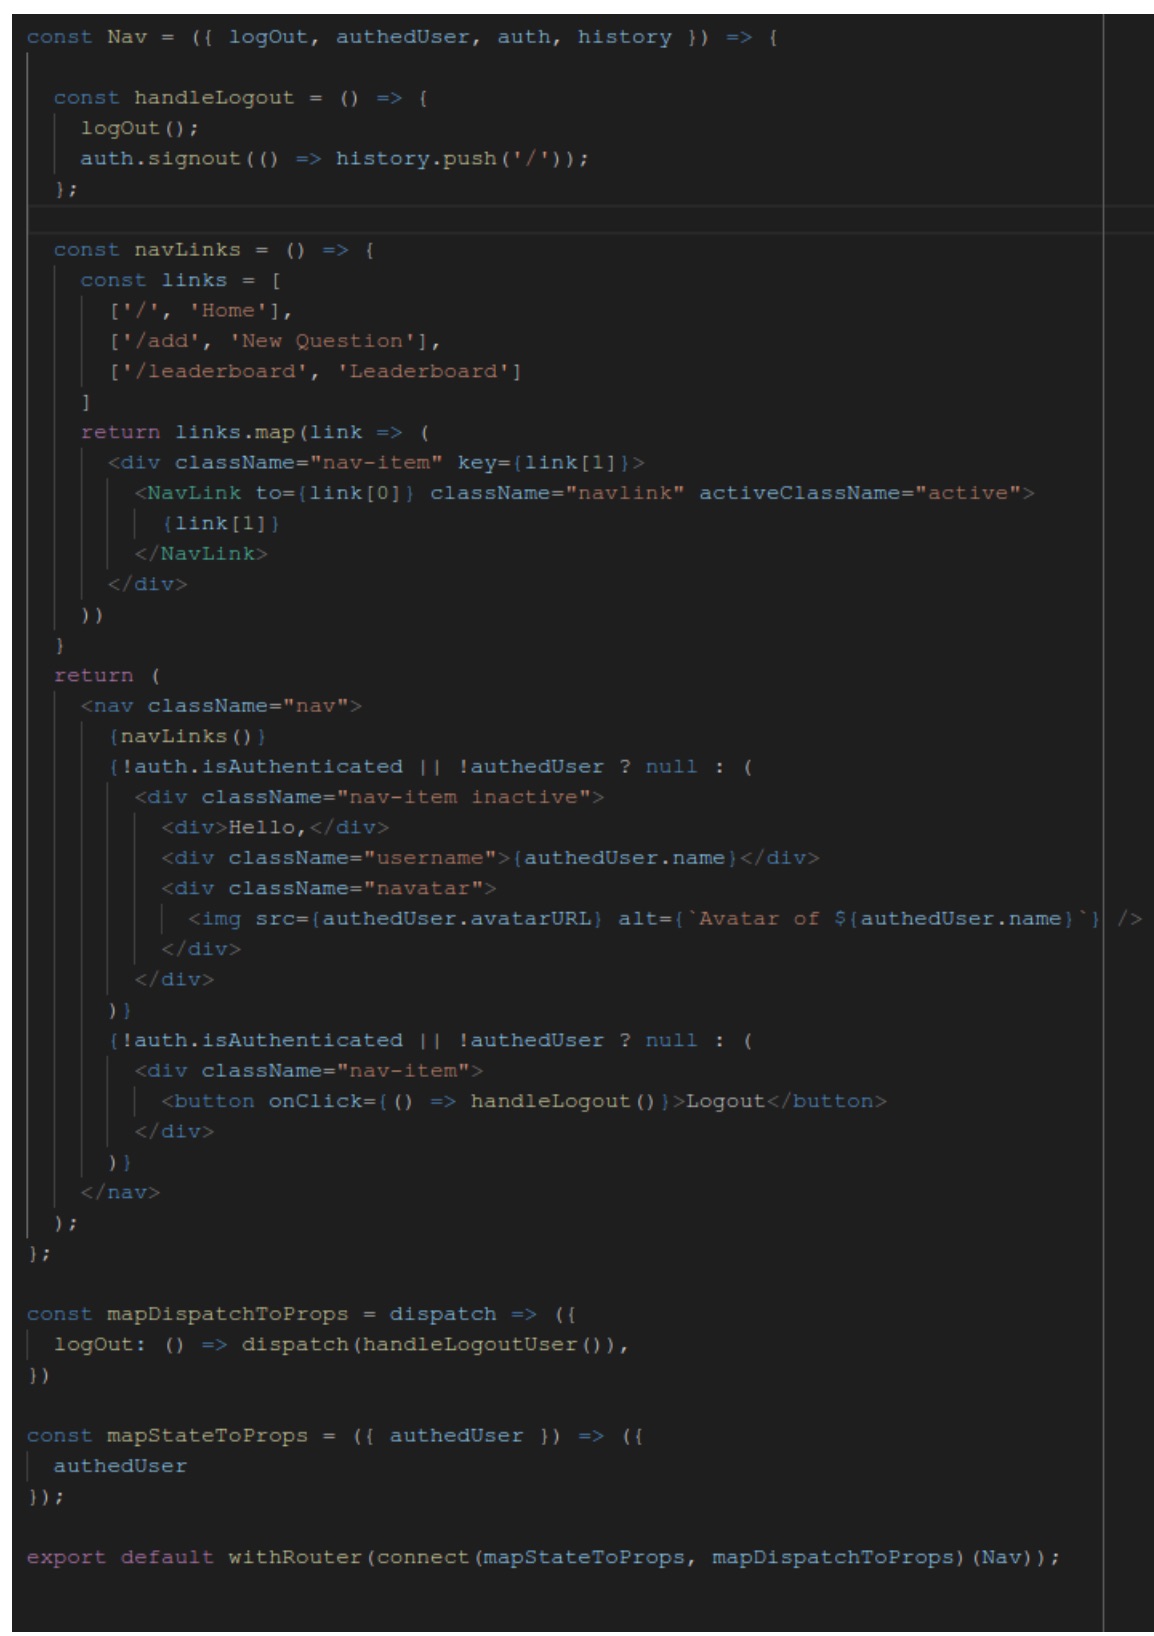 const Nav = ({ logOut, authedUser, auth, history }) => {
const handleLogout = () => {
logOut();
auth.signout(() => history.push('/'));
};
const navLinks = () => {
const links = [
['/', 'Home'],
['/add', 'New Question'],
['/leaderboard', 'Leaderboard']
]
return links.map(link => (
<div className="nav-item" key={link[1]}>
<NavLink to={link[0]} className="navlink" activeClassName="active">
{link[1]}
</NavLink>
</div>
))
}
return (
<nav className="nav">
{navLinks()}
{!auth.isAuthenticated || !authedUser ? null : (
<div className="nav-item inactive">
<div>Hello,</div>
<div className="username">{authedUser.name}</div>
<div className="navatar">
<img src={authedUser.avatarURL} alt={`Avatar of ${authedUser.name}`} />
</div>
</div>
)}
{!auth.isAuthenticated || !authedUser ? null : (
<div className="nav-item">
<button onClick={() => handleLogout()}>Logout</button>
</div>
)}
</nav>
);
};
const mapDispatchToProps = dispatch => ({
logOut: () => dispatch(handleLogoutUser()),
})
const mapStateToProps = ({ authedUser }) => ({
authedUser
});
export default withRouter(connect(mapStateToProps, mapDispatchToProps)(Nav));